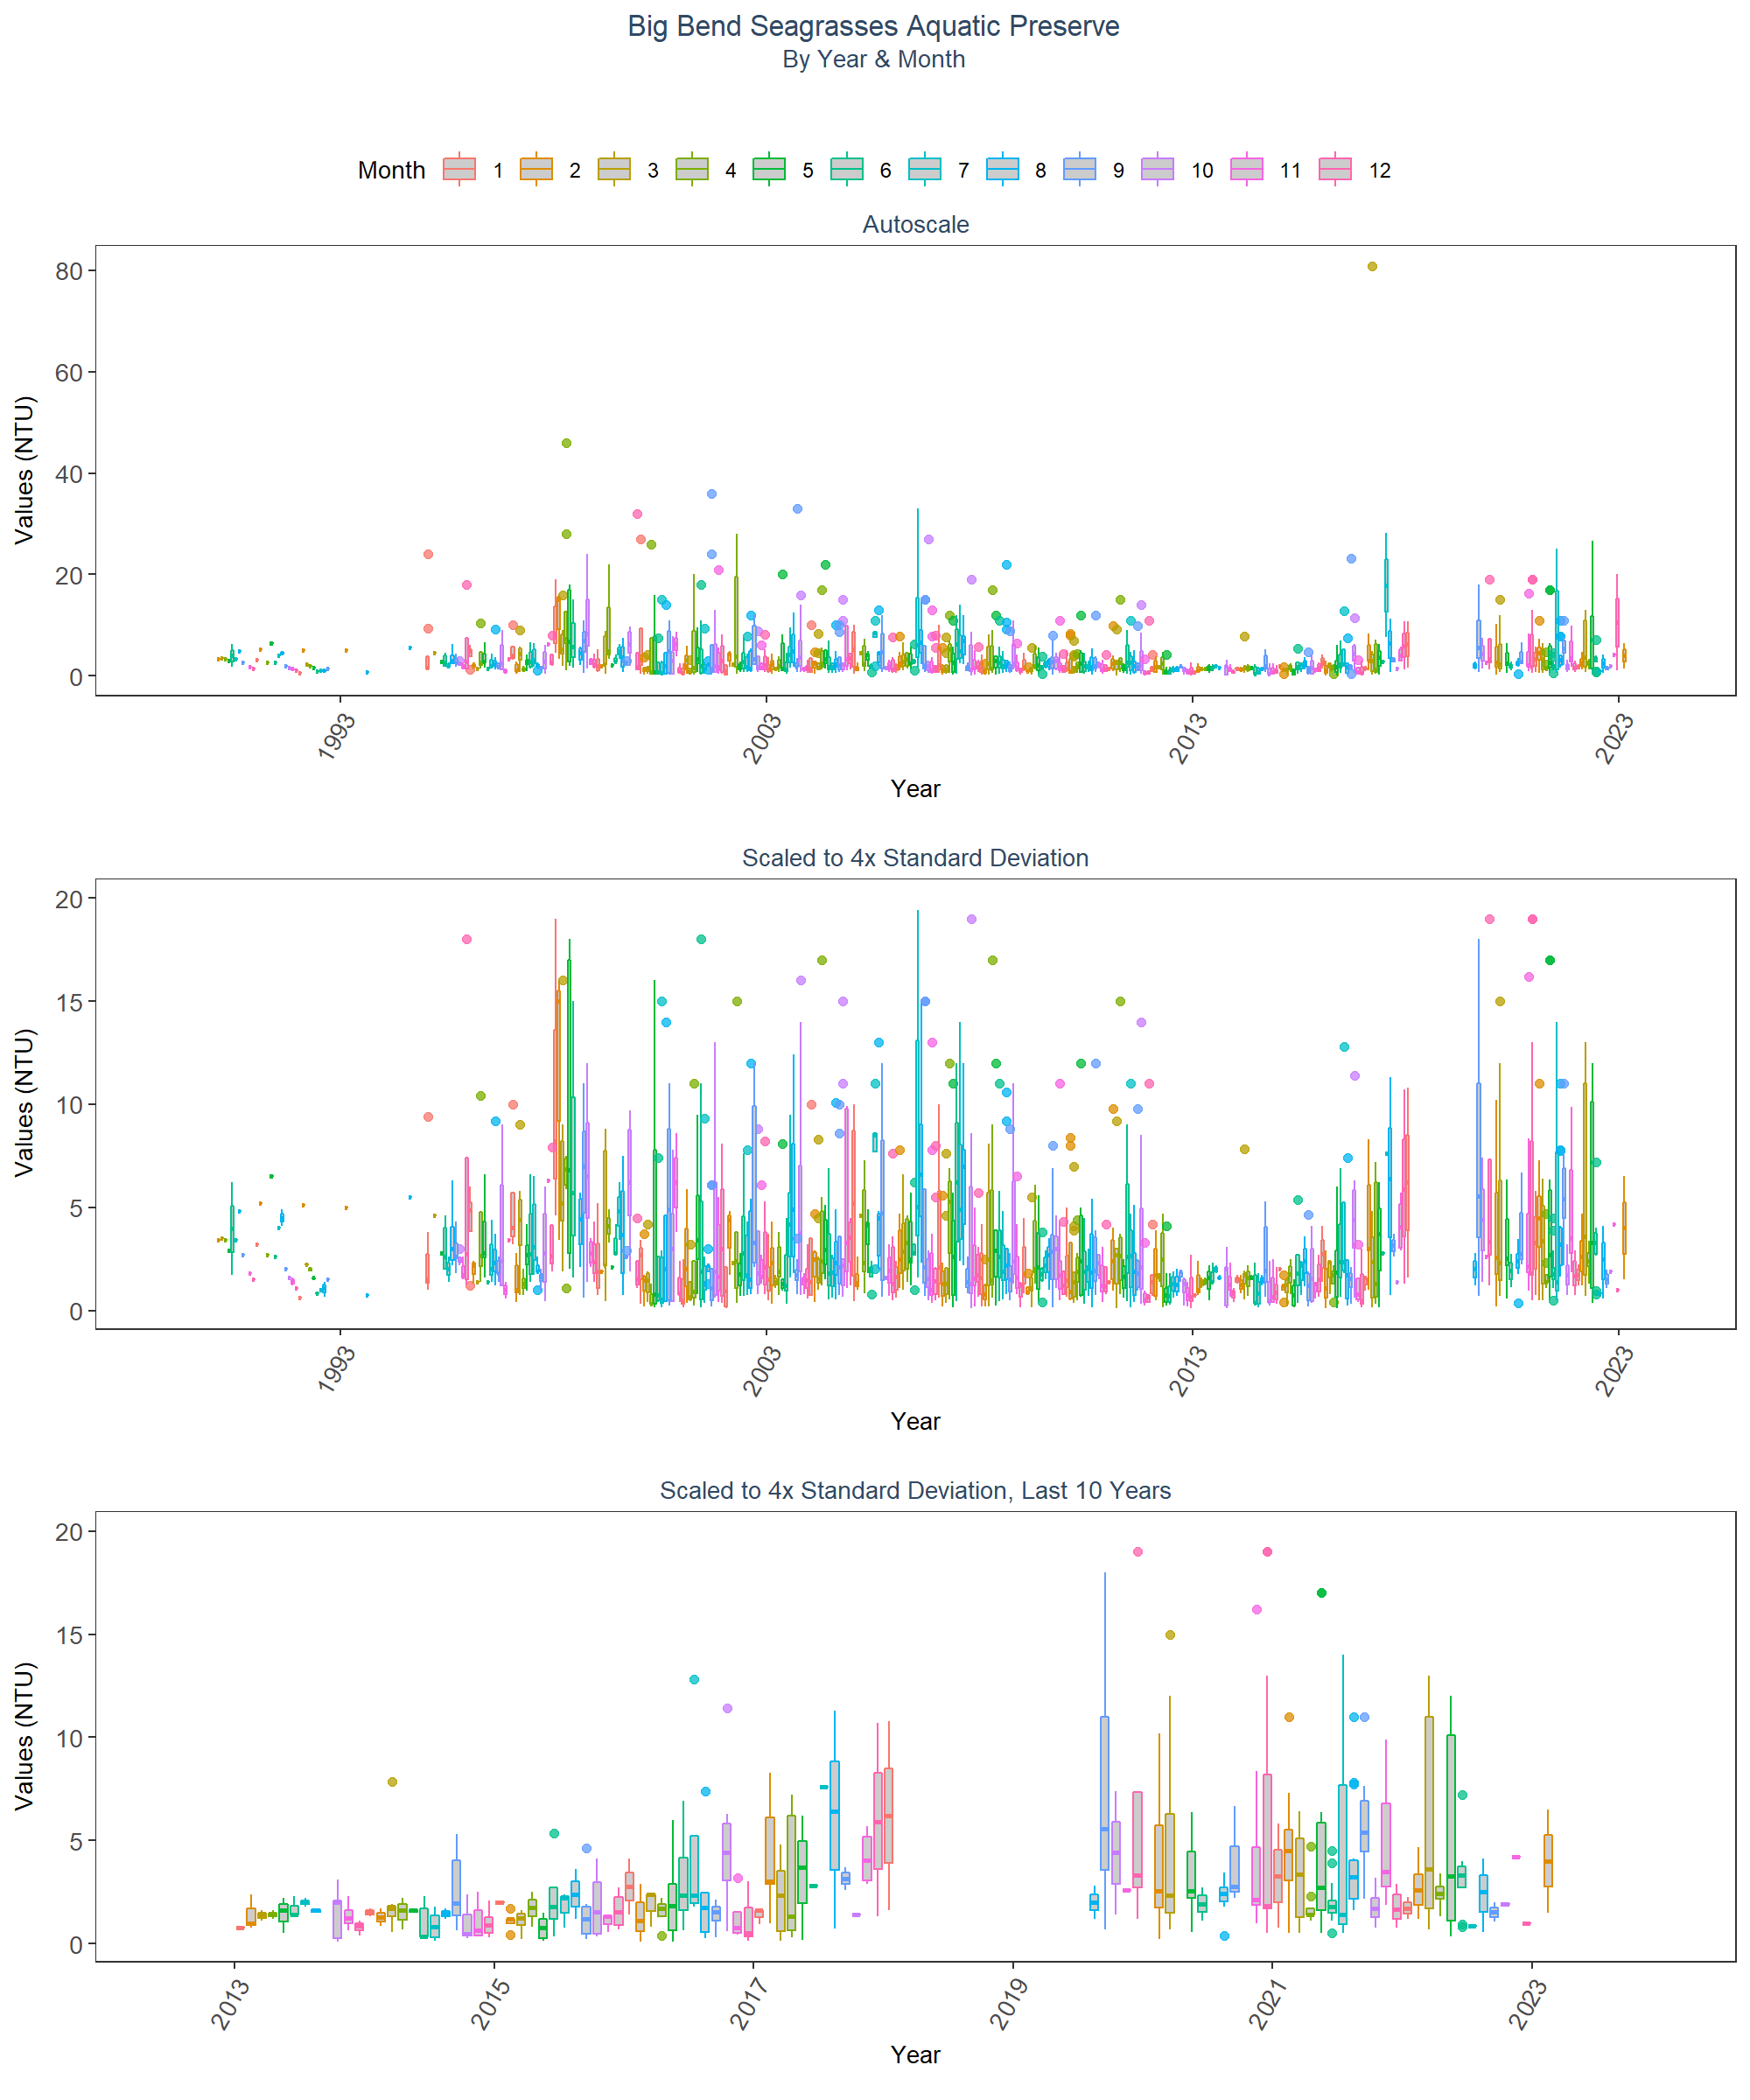 Big Bend Seagrasses Aquatic Preserve
By Year & Month
Month 1 2 3 4 5 6 7 8 9 10 11 12
Autoscale
Values (NTU)
80
60
40
20
0
1993 2003 2013 2023
Year
Scaled to 4x Standard Deviation
Values (NTU)
20
15
10
5
0
1993 2003 2013 2023
Year
Scaled to 4x Standard Deviation, Last 10 Years
Values (NTU)
20
15
10
5
0
2013 2015 2017 2019 2021 2023
Year